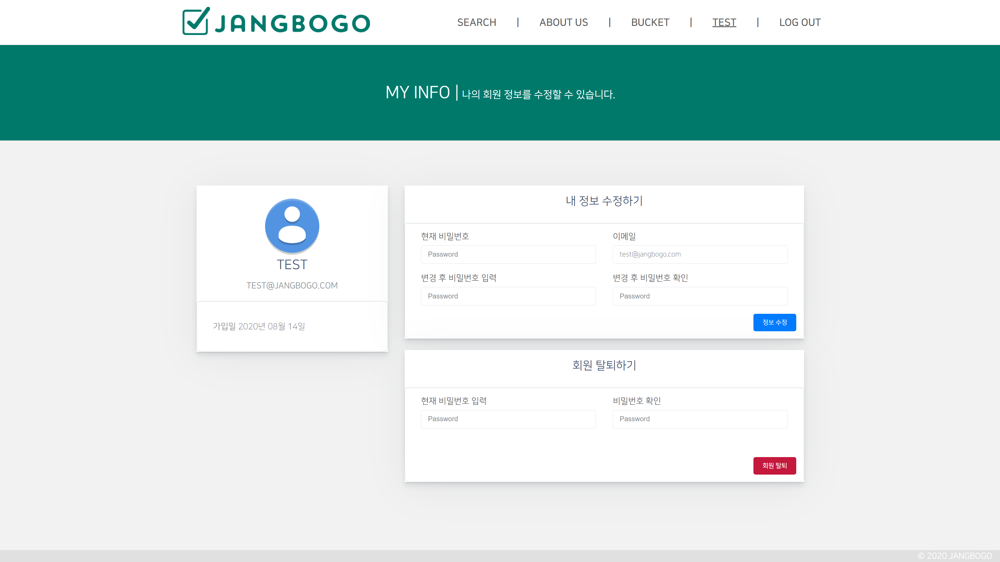 JANGBOGO
SEARCH | ABOUT US | BUCKET | TEST | LOG OUT
MY INFO | 나의 회원 정보를 수정할 수 있습니다.
TEST
TEST@JANGBOGO.COM
가입일 2020년 08월 14일
내 정보 수정하기
현재 비밀번호 이메일
Password test@jangbogo.com
변경 후 비밀번호 입력 변경 후 비밀번호 확인
Password Password
정보 수정
회원 탈퇴하기
현재 비밀번호 입력 비밀번호 확인
Password Password
회원 탈퇴
© 2020 JANGBOGO